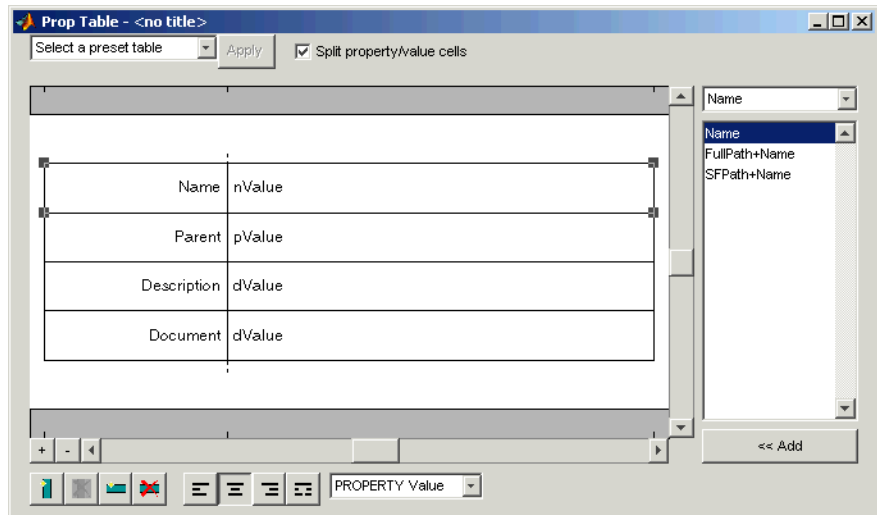 Prop Table - <no title>
Select a preset table
Apply
Split property/value cells
Name
Name
FullPath+Name
SFPath+Name
Name nValue
Parent pValue
Description dValue
Document dValue
+ -
<< Add
PROPERTY Value